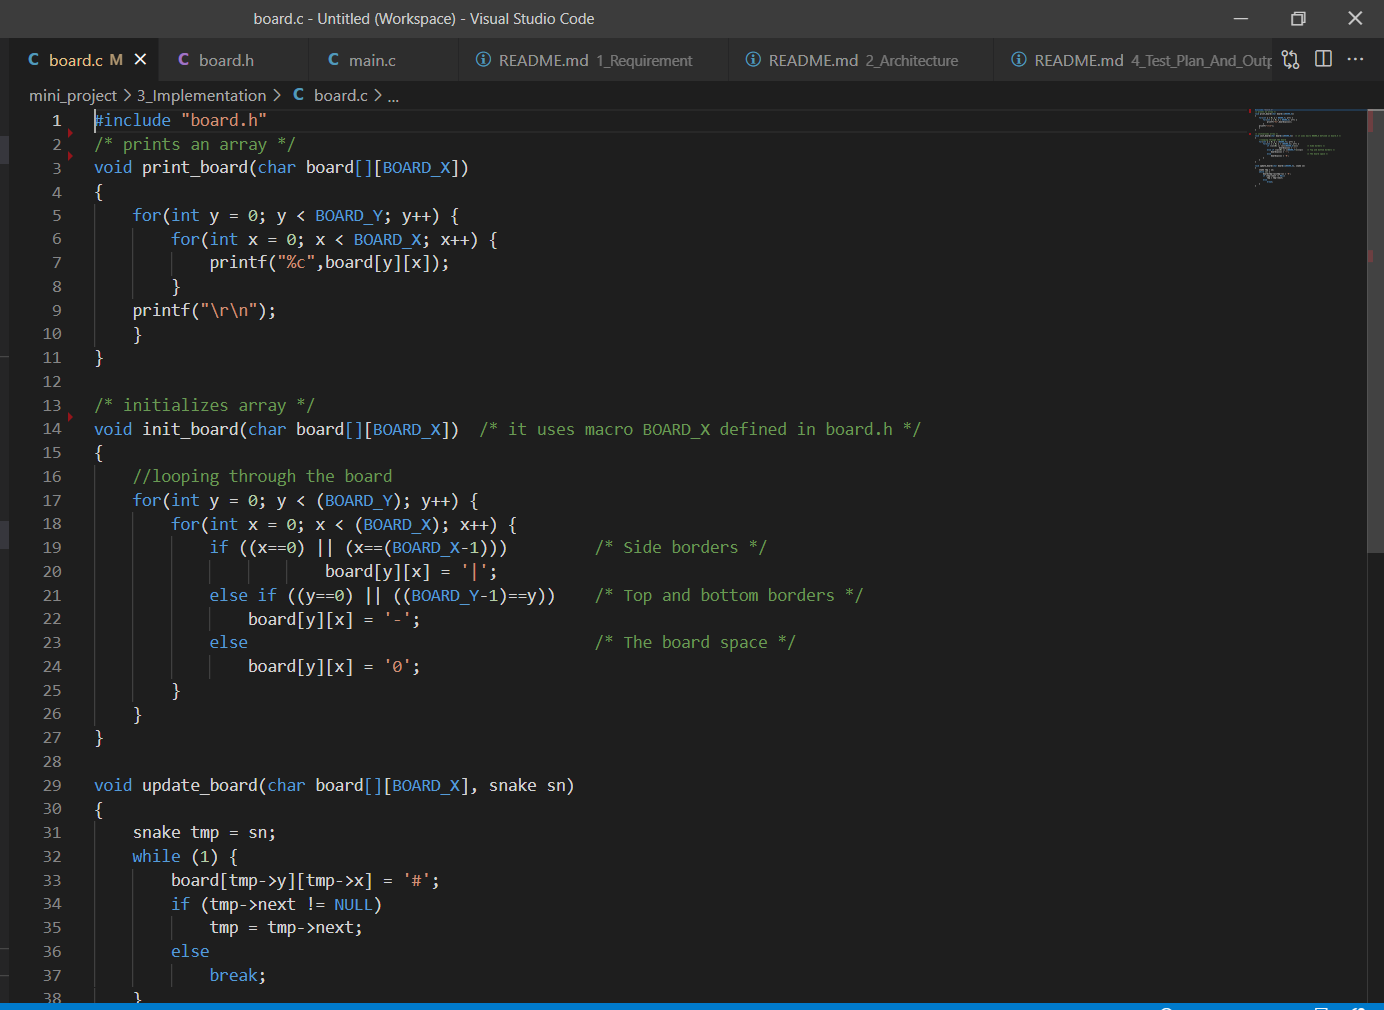 board.c - Untitled (Workspace) - Visual Studio Code
C board.c M C board.h C main.c README.md 1_Requirement README.md 2_Architecture README.md 4_Test_Plan_And_Outp
mini_project > 3_Implementation > C board.c > ...
1 #include "board.h"
2 /* prints an array */
3 void print_board(char board[][BOARD_X])
4 {
5     for(int y = 0; y < BOARD_Y; y++) {
6         for(int x = 0; x < BOARD_X; x++) {
7             printf("%c",board[y][x]);
8         }
9     printf("\r\n");
10     }
11 }
12
13 /* initializes array */
14 void init_board(char board[][BOARD_X])  /* it uses macro BOARD_X defined in board.h */
15 {
16     //looping through the board
17     for(int y = 0; y < (BOARD_Y); y++) {
18         for(int x = 0; x < (BOARD_X); x++) {
19             if ((x==0) || (x==(BOARD_X-1)))         /* Side borders */
20                         board[y][x] = '|';
21             else if ((y==0) || ((BOARD_Y-1)==y))    /* Top and bottom borders */
22                 board[y][x] = '-';
23             else                                    /* The board space */
24                 board[y][x] = '0';
25         }
26     }
27 }
28
29 void update_board(char board[][BOARD_X], snake sn)
30 {
31     snake tmp = sn;
32     while (1) {
33         board[tmp->y][tmp->x] = '#';
34         if (tmp->next != NULL)
35             tmp = tmp->next;
36         else
37             break;
38     }